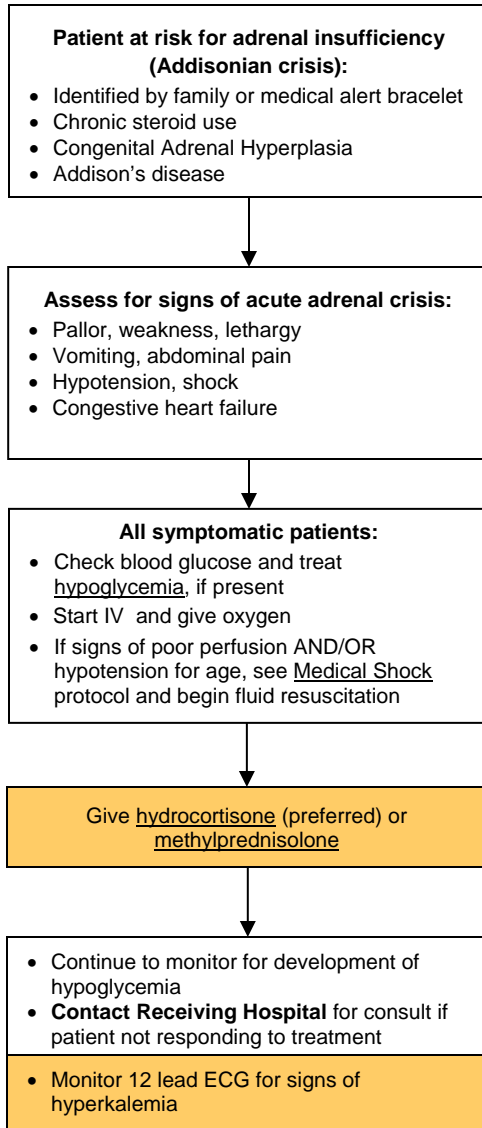 Patient at risk for adrenal insufficiency
(Addisonian crisis):
• Identified by family or medical alert bracelet
• Chronic steroid use
• Congenital Adrenal Hyperplasia
• Addison's disease
Assess for signs of acute adrenal crisis:
• Pallor, weakness, lethargy
• Vomiting, abdominal pain
• Hypotension, shock
• Congestive heart failure
All symptomatic patients:
• Check blood glucose and treat
hypoglycemia, if present
• Start IV and give oxygen
• If signs of poor perfusion AND/OR
hypotension for age, see Medical Shock
protocol and begin fluid resuscitation
Give hydrocortisone (preferred) or
methylprednisolone
• Continue to monitor for development of
hypoglycemia
• Contact Receiving Hospital for consult if
patient not responding to treatment
• Monitor 12 lead ECG for signs of
hyperkalemia